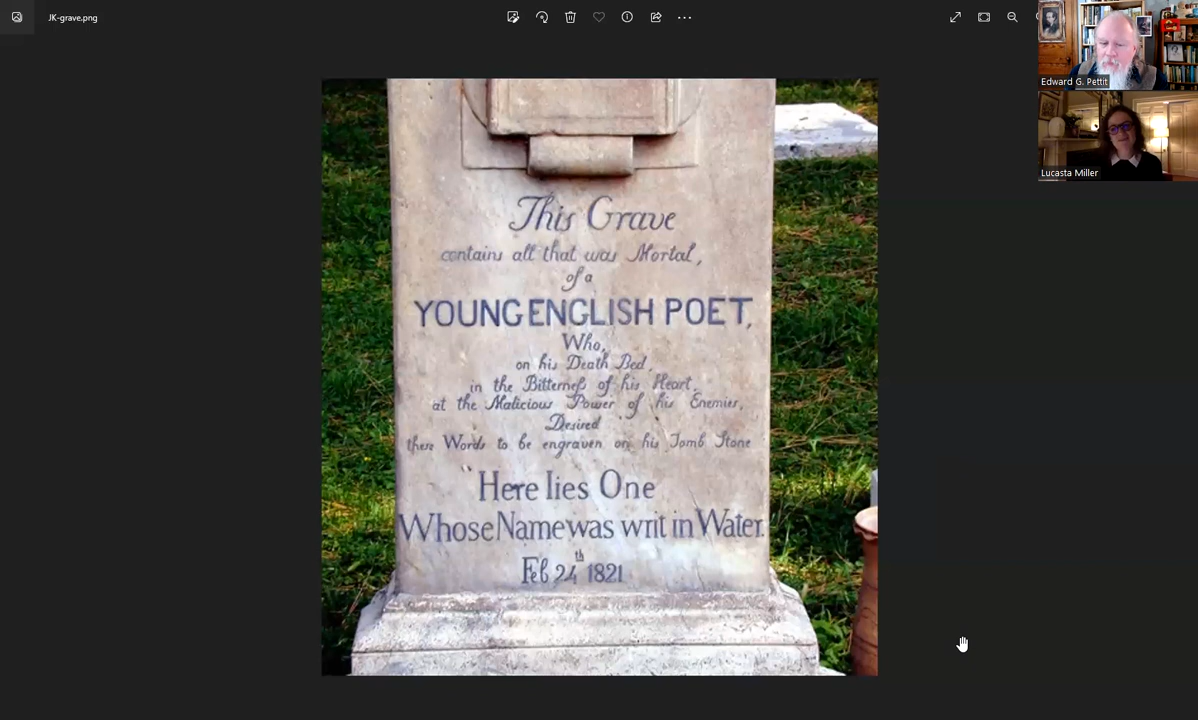 JK-grave.png
Edward G. Pettit
Lucasta Miller
This Grave
contains all that was Mortal,
of a
YOUNG ENGLISH POET,
Who,
on his Death Bed,
in the Bitterneſs of his Heart,
at the Malicious Power of his Enemies,
Desired
these Words to be engraven on his Tomb Stone
"Here lies One
Whose Name was writ in Water.
Feb 24th 1821